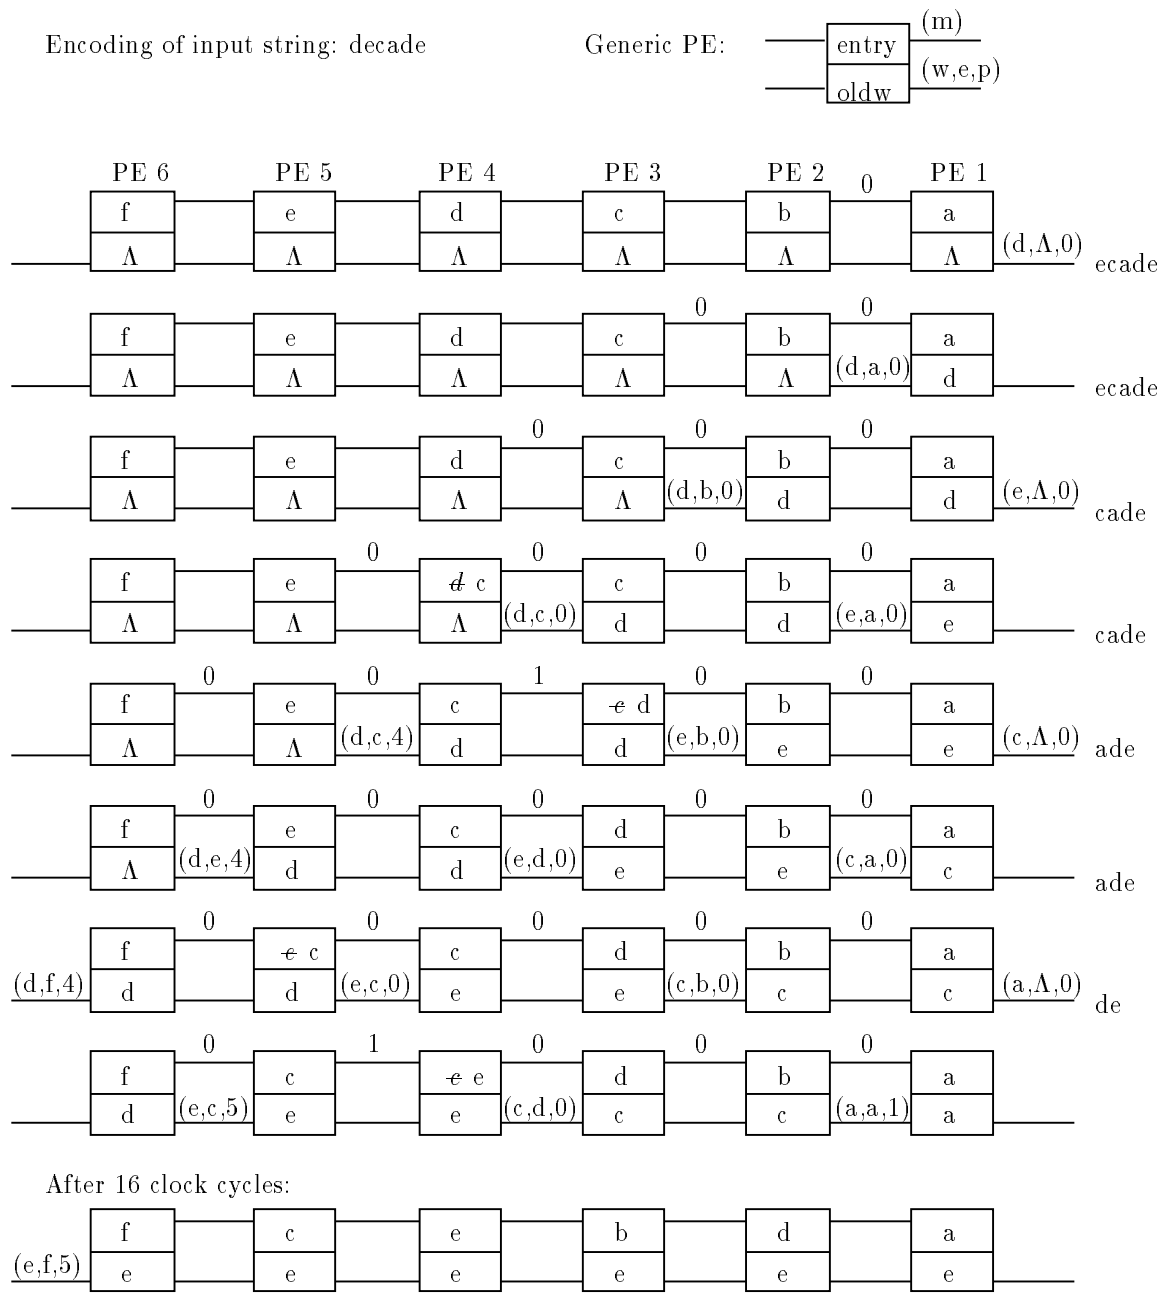 (m)
Encoding of input string: decade Generic PE: entry
(w,e,p)
oldw
PE 6 PE 5 PE 4 PE 3 PE 2 0 PE 1
f e d c b a
Λ Λ Λ Λ Λ Λ (d,Λ,0) ecade
0 0
f e d c b a
Λ Λ Λ Λ Λ (d,a,0) d ecade
0 0 0
f e d c b a
Λ Λ Λ Λ (d,b,0) d d (e,Λ,0) cade
0 0 0 0
f e d c c b a
Λ Λ Λ (d,c,0) d d (e,a,0) e cade
0 0 1 0 0
f e c c d b a
Λ Λ (d,c,4) d d (e,b,0) e e (c,Λ,0) ade
0 0 0 0 0
f e c d b a
Λ (d,e,4) d d (e,d,0) e e (c,a,0) c ade
0 0 0 0 0
f e c c d b a
(d,f,4) d d (e,c,0) e e (c,b,0) c c (a,Λ,0) de
0 1 0 0 0
f c c e d b a
d (e,c,5) e e (c,d,0) c c (a,a,1) a
After 16 clock cycles:
f c e b d a
(e,f,5) e e e e e e